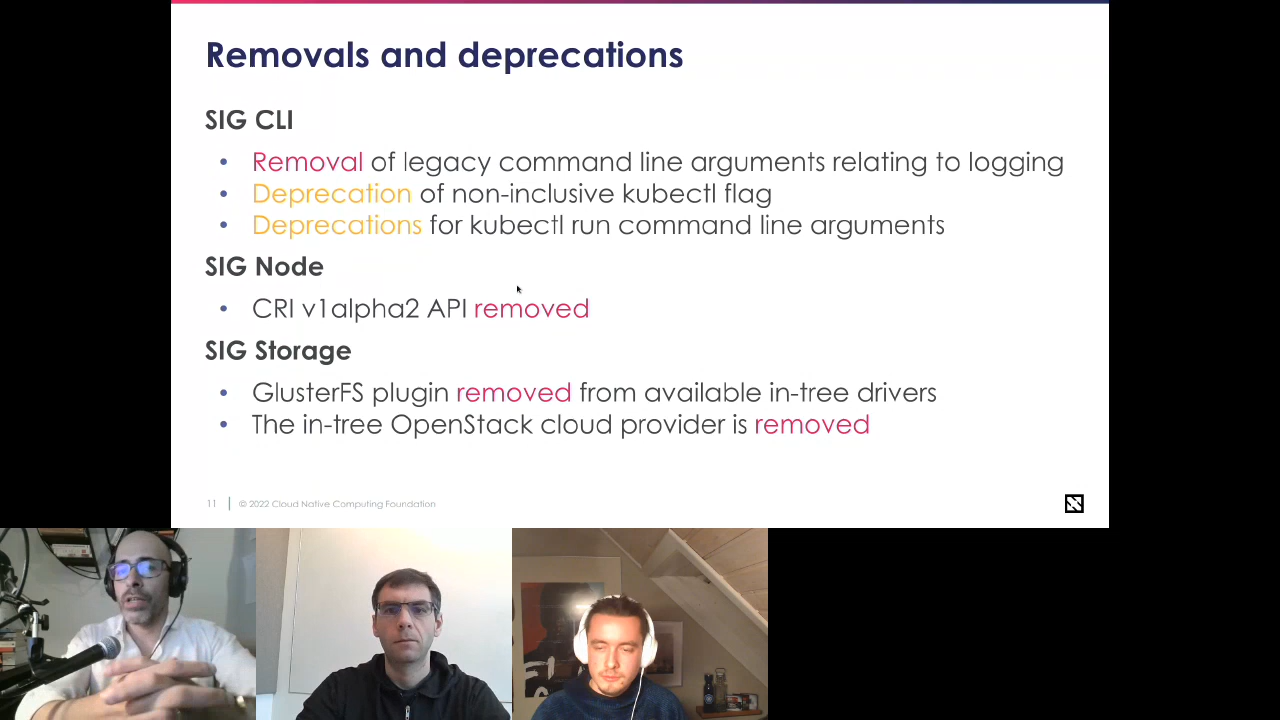 Removals and deprecations
SIG CLI
• Removal of legacy command line arguments relating to logging
• Deprecation of non-inclusive kubectl flag
• Deprecations for kubectl run command line arguments
SIG Node
• CRI v1alpha2 API removed
SIG Storage
• GlusterFS plugin removed from available in-tree drivers
• The in-tree OpenStack cloud provider is removed
11 | © 2022 Cloud Native Computing Foundation